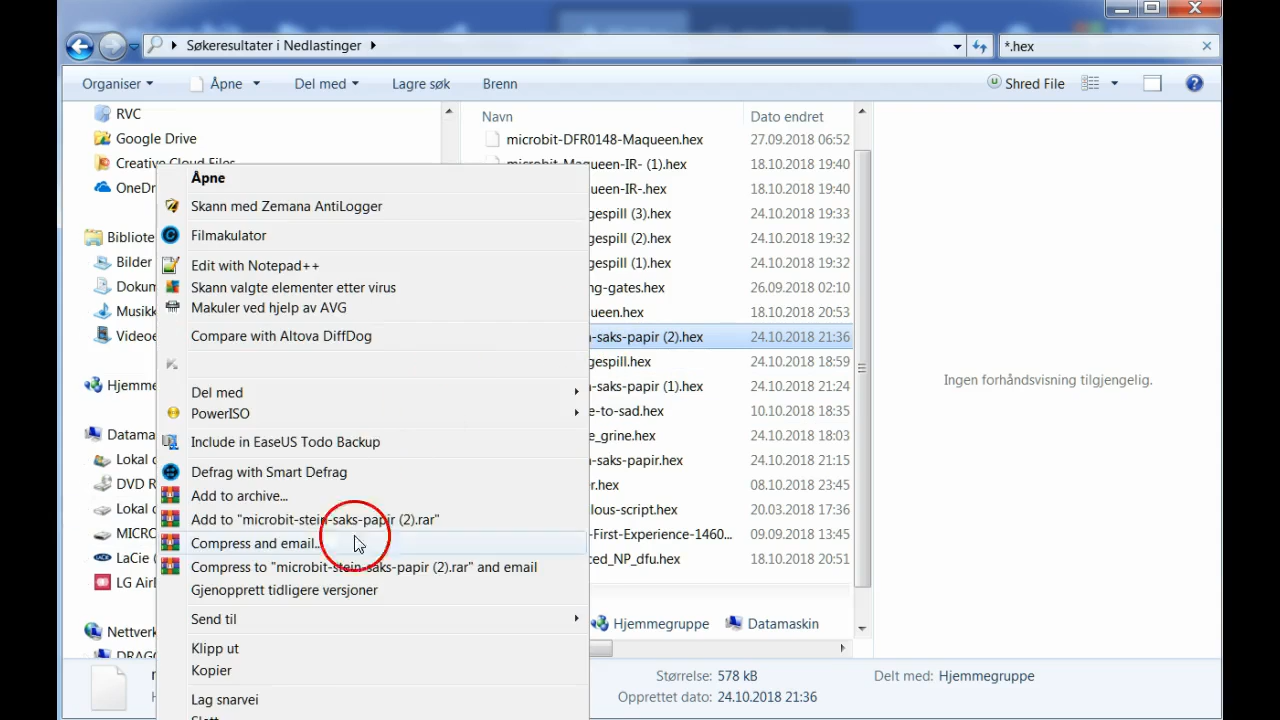 Søkeresultater i Nedlastinger
*.hex
Organiser
Åpne
Del med
Lagre søk
Brenn
Shred File
RVC
Google Drive
Creative Cloud Files
OneDr
Bibliote
Bilder
Dokum
Musikk
Videoe
Hjemme
Datama
Lokal d
DVD R
Lokal d
MICRO
LaCie (
LG Airl
Nettverk
DRAGO
Navn
Dato endret
microbit-DFR0148-Maqueen.hex
27.09.2018 06:52
microbit-Maqueen-IR- (1).hex
18.10.2018 19:40
ueen-IR-.hex
18.10.2018 19:40
gespill (3).hex
24.10.2018 19:33
gespill (2).hex
24.10.2018 19:32
gespill (1).hex
24.10.2018 19:32
ng-gates.hex
26.09.2018 02:10
ueen.hex
18.10.2018 20:53
-saks-papir (2).hex
24.10.2018 21:36
gespill.hex
24.10.2018 18:59
-saks-papir (1).hex
24.10.2018 21:24
e-to-sad.hex
10.10.2018 18:35
e_grine.hex
24.10.2018 18:03
-saks-papir.hex
24.10.2018 21:15
r.hex
08.10.2018 23:45
lous-script.hex
20.03.2018 17:36
-First-Experience-1460...
09.09.2018 13:45
ced_NP_dfu.hex
18.10.2018 20:51
Hjemmegruppe
Datamaskin
Ingen forhåndsvisning tilgjengelig.
Åpne
Skann med Zemana AntiLogger
Filmakulator
Edit with Notepad++
Skann valgte elementer etter virus
Makuler ved hjelp av AVG
Compare with Altova DiffDog
Del med
PowerISO
Include in EaseUS Todo Backup
Defrag with Smart Defrag
Add to archive...
Add to "microbit-stein-saks-papir (2).rar"
Compress and email...
Compress to "microbit-stein-saks-papir (2).rar" and email
Gjenopprett tidligere versjoner
Send til
Klipp ut
Kopier
Lag snarvei
Slett
Størrelse: 578 kB
Opprettet dato: 24.10.2018 21:36
Delt med: Hjemmegruppe